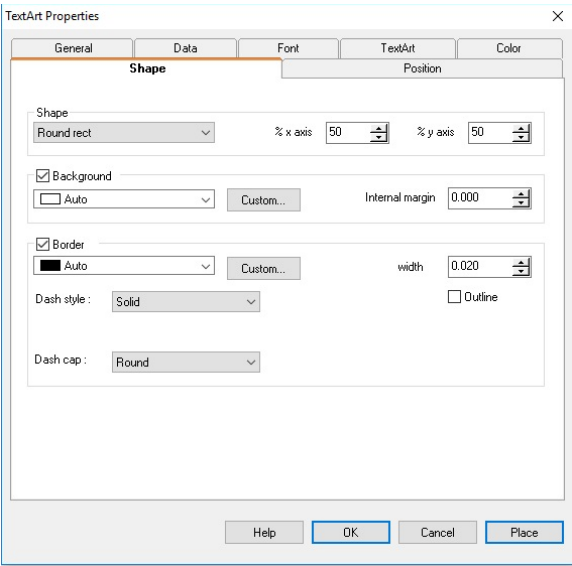 TextArt Properties
General Data Font TextArt Color
Shape Position
Shape
Round rect % x axis 50 % y axis 50
Background
Auto Custom... Internal margin 0.000
Border
Auto Custom... width 0.020
Dash style : Solid Outline
Dash cap : Round
Help OK Cancel Place